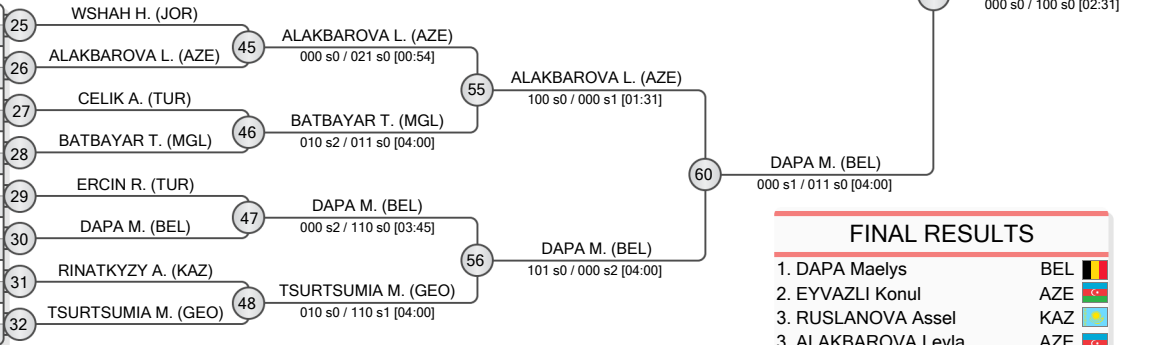 000 s0 / 100 s0 [02:31]
25
WSHAH H. (JOR)
45
ALAKBAROVA L. (AZE)
000 s0 / 021 s0 [00:54]
26
ALAKBAROVA L. (AZE)
55
ALAKBAROVA L. (AZE)
100 s0 / 000 s1 [01:31]
27
CELIK A. (TUR)
46
BATBAYAR T. (MGL)
010 s2 / 011 s0 [04:00]
28
BATBAYAR T. (MGL)
60
DAPA M. (BEL)
000 s1 / 011 s0 [04:00]
29
ERCIN R. (TUR)
47
DAPA M. (BEL)
000 s2 / 110 s0 [03:45]
30
DAPA M. (BEL)
56
DAPA M. (BEL)
101 s0 / 000 s2 [04:00]
31
RINATKYZY A. (KAZ)
48
TSURTSUMIA M. (GEO)
010 s0 / 110 s1 [04:00]
32
TSURTSUMIA M. (GEO)
FINAL RESULTS
1. DAPA Maelys BEL
2. EYVAZLI Konul AZE
3. RUSLANOVA Assel KAZ
3. ALAKBAROVA Leyla AZE